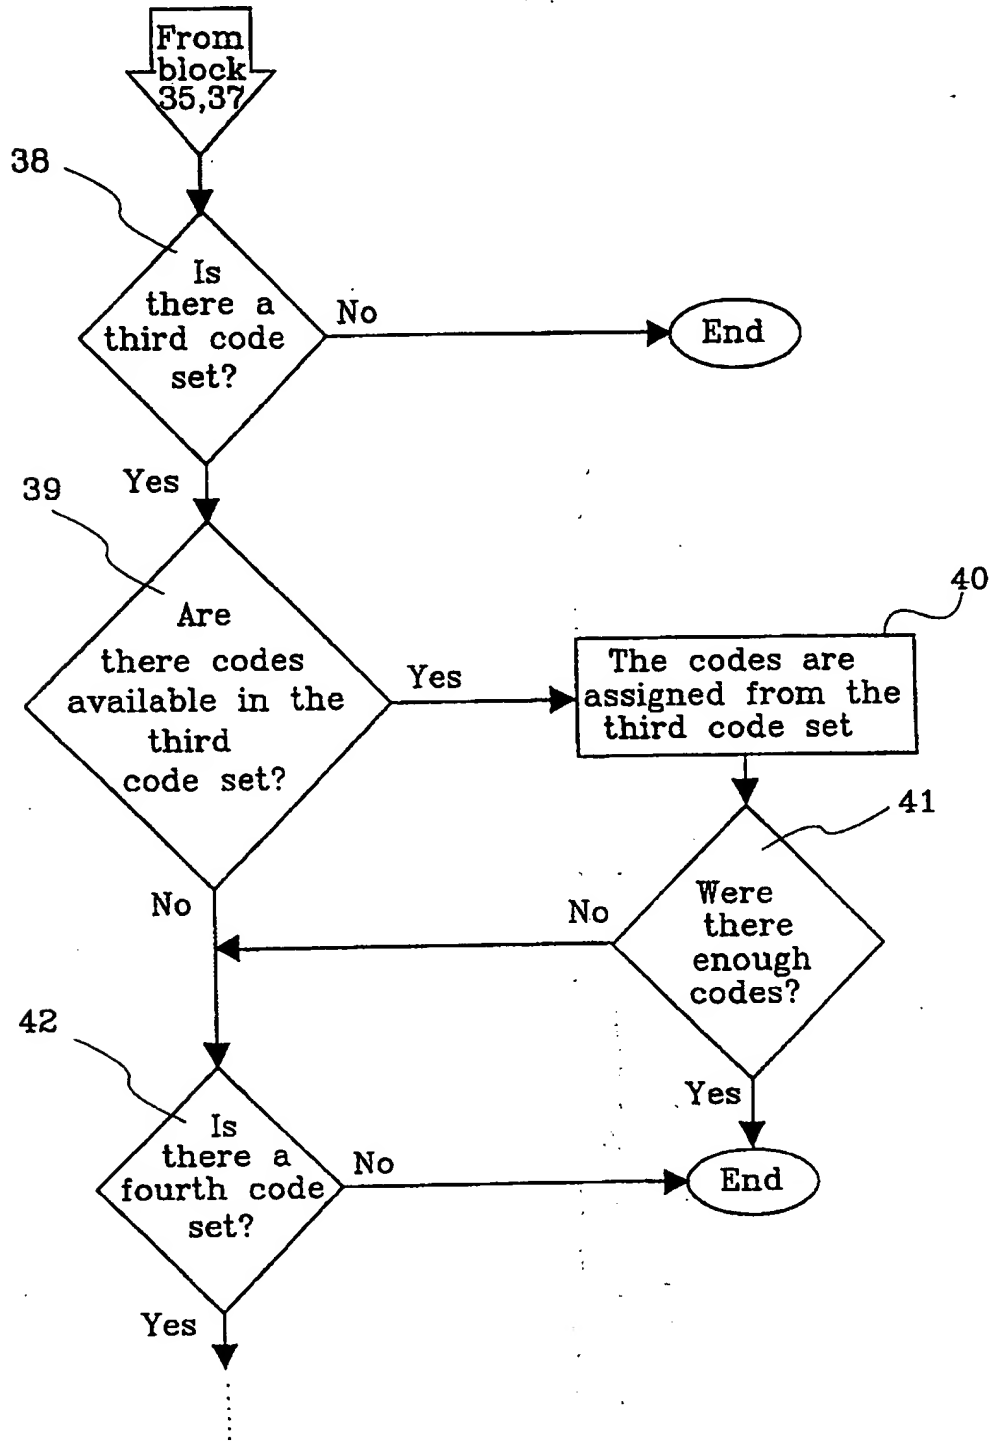 From
block
35,37
38
Is
there a
third code
set?
No
End
Yes
39
Are
there codes
available in the
third
code set?
Yes
40
The codes are
assigned from the
third code set
41
Were
there
enough
codes?
No
No
Yes
42
Is
there a
fourth code
set?
No
End
Yes